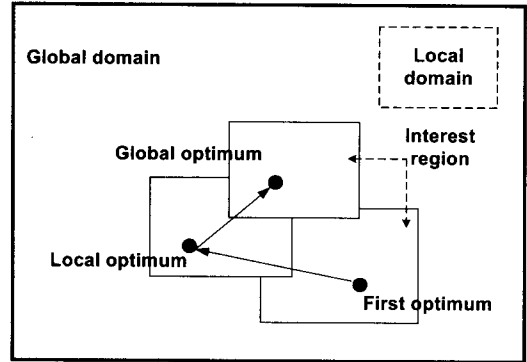 Global domain
Local
domain
Interest
region
Global optimum
Local optimum
First optimum